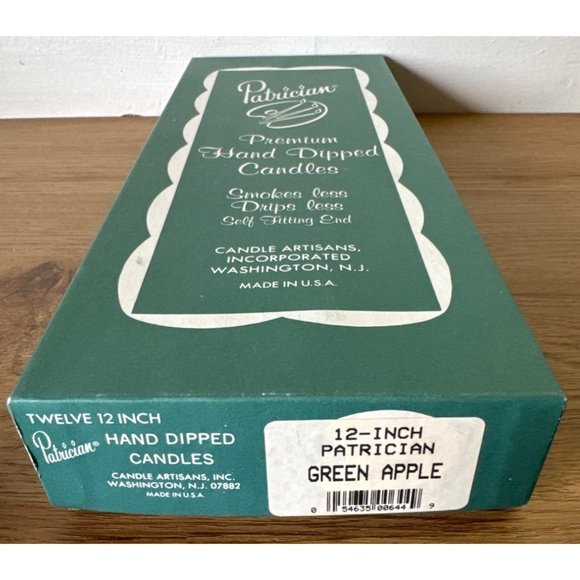 Patrician
Premium
Hand Dipped
Candles
Smokes less
Drips less
Self Fitting End
CANDLE ARTISANS,
INCORPORATED
WASHINGTON, N.J.
MADE IN U.S.A.
TWELVE 12 INCH
Patrician® HAND DIPPED
CANDLES
CANDLE ARTISANS, INC.
WASHINGTON, N.J. 07882
MADE IN U.S.A.
12-INCH
PATRICIAN
GREEN APPLE
0 54635 00644 9